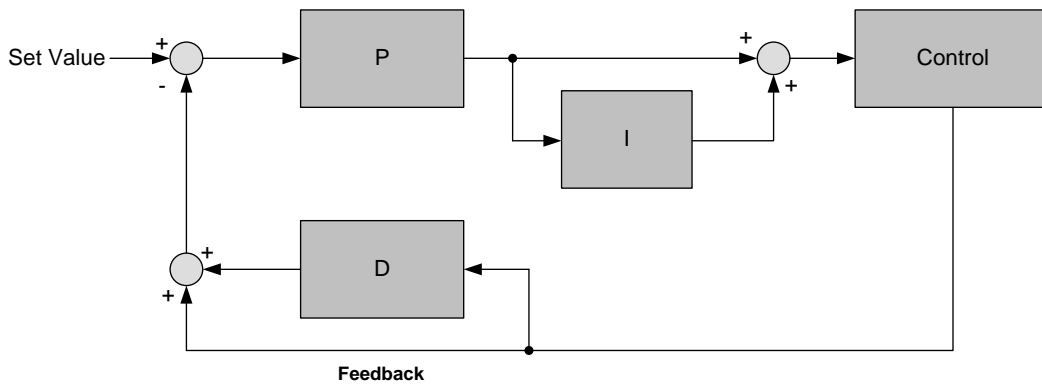 Set Value
+
-
P
+
+
Control
I
D
+
+
Feedback